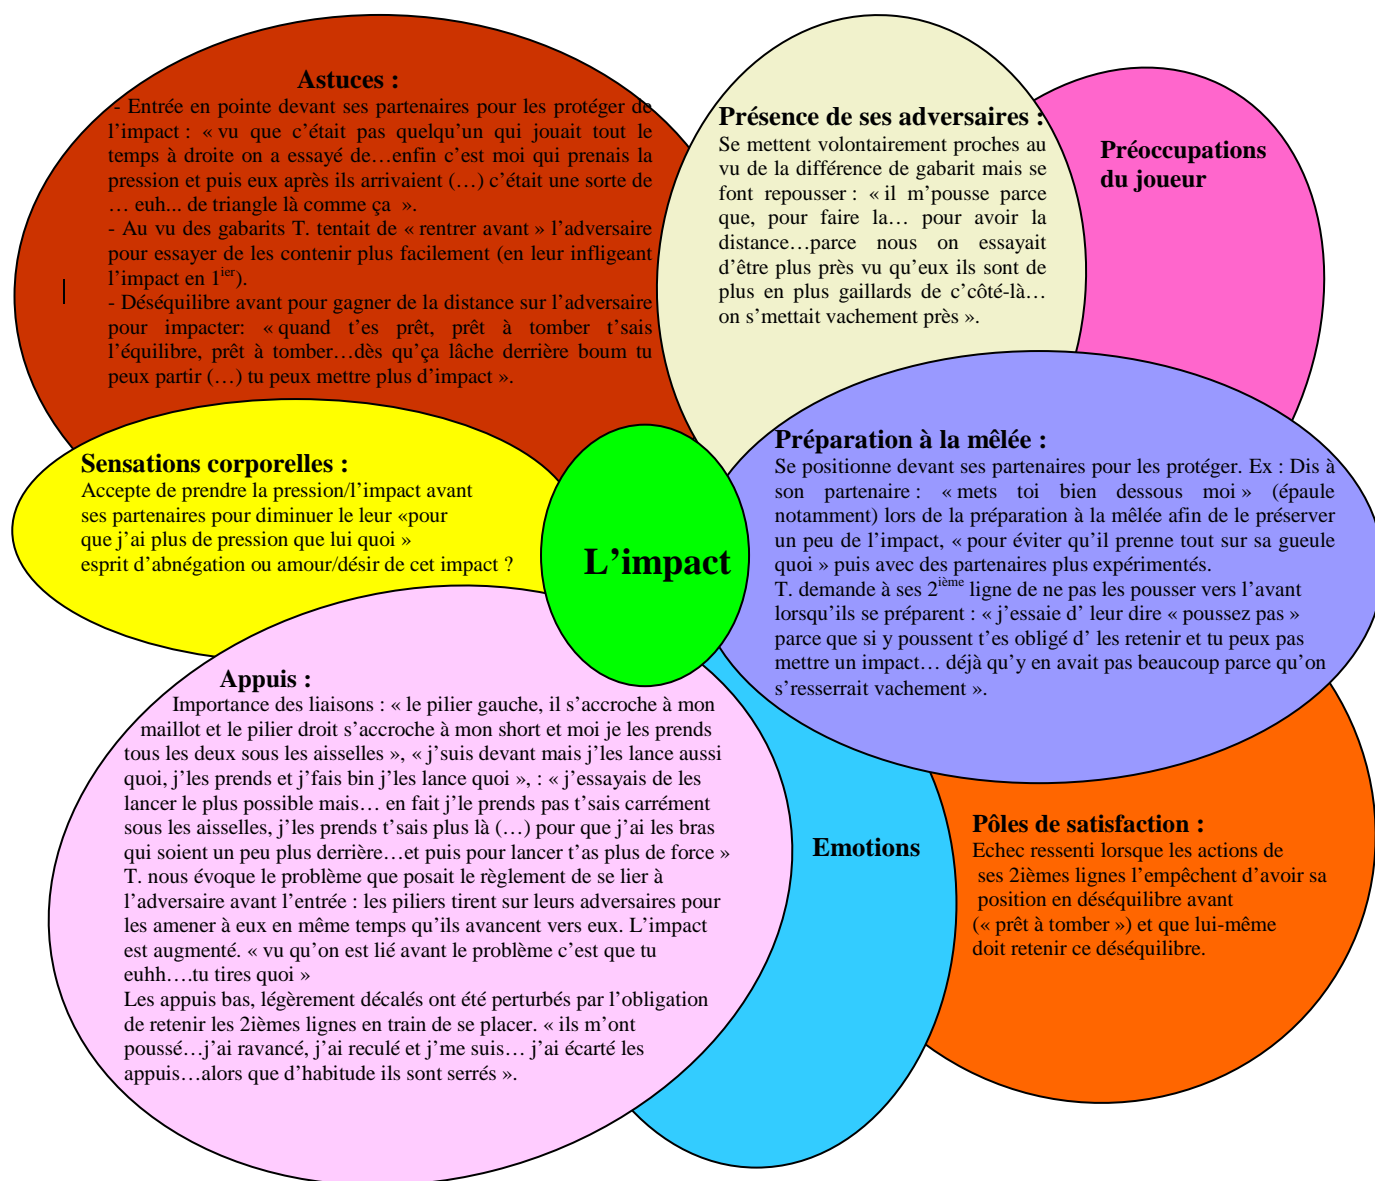 Astuces :
- Entrée en pointe devant ses partenaires pour les protéger de
l’impact : « vu que c’était pas quelqu’un qui jouait tout le
temps à droite on a essayé de…enfin c’est moi qui prenais la
pression et puis eux après ils arrivaient (…) c’était une sorte de
… euh... de triangle là comme ça ».
- Au vu des gabarits T. tentait de « rentrer avant » l’adversaire
pour essayer de les contenir plus facilement (en leur infligeant
l’impact en 1ier).
- Déséquilibre avant pour gagner de la distance sur l’adversaire
pour impacter: « quand t’es prêt, prêt à tomber t’sais
l’équilibre, prêt à tomber…dès qu’ça lâche derrière boum tu
peux partir (…) tu peux mettre plus d’impact ».
Présence de ses adversaires :
Se mettent volontairement proches au
vu de la différence de gabarit mais se
font repousser : « il m’pousse parce
que, pour faire la… pour avoir la
distance…parce nous on essayait
d’être plus près vu qu’eux ils sont de
plus en plus gaillards de c’côté-là…
on s’mettait vachement près ».
Préoccupations
du joueur
Sensations corporelles :
Accepte de prendre la pression/l’impact avant
ses partenaires pour diminuer le leur «pour
que j’ai plus de pression que lui quoi »
esprit d’abnégation ou amour/désir de cet impact ?
L’impact
Préparation à la mêlée :
Se positionne devant ses partenaires pour les protéger. Ex : Dis à
son partenaire : « mets toi bien dessous moi » (épaule
notamment) lors de la préparation à la mêlée afin de le préserver
un peu de l’impact, « pour éviter qu’il prenne tout sur sa gueule
quoi » puis avec des partenaires plus expérimentés.
T. demande à ses 2ième ligne de ne pas les pousser vers l’avant
lorsqu’ils se préparent : « j’essaie d’ leur dire « poussez pas »
parce que si y poussent t’es obligé d’ les retenir et tu peux pas
mettre un impact… déjà qu’y en avait pas beaucoup parce qu’on
s’resserrait vachement ».
Appuis :
Importance des liaisons : « le pilier gauche, il s’accroche à mon
maillot et le pilier droit s’accroche à mon short et moi je les prends
tous les deux sous les aisselles », « j’suis devant mais j’les lance aussi
quoi, j’les prends et j’fais bin j’les lance quoi », : « j’essayais de les
lancer le plus possible mais… en fait j’le prends pas t’sais carrément
sous les aisselles, j’les prends t’sais plus là (…) pour que j’ai les bras
qui soient un peu plus derrière…et puis pour lancer t’as plus de force »
T. nous évoque le problème que posait le règlement de se lier à
l’adversaire avant l’entrée : les piliers tirent sur leurs adversaires pour
les amener à eux en même temps qu’ils avancent vers eux. L’impact
est augmenté. « vu qu’on est lié avant le problème c’est que tu
euhh….tu tires quoi »
Les appuis bas, légèrement décalés ont été perturbés par l’obligation
de retenir les 2ièmes lignes en train de se placer. « ils m’ont
poussé…j’ai ravancé, j’ai reculé et j’me suis… j’ai écarté les
appuis…alors que d’habitude ils sont serrés ».
Emotions
Pôles de satisfaction :
Echec ressenti lorsque les actions de
ses 2ièmes lignes l’empêchent d’avoir sa
position en déséquilibre avant
(« prêt à tomber ») et que lui-même
doit retenir ce déséquilibre.